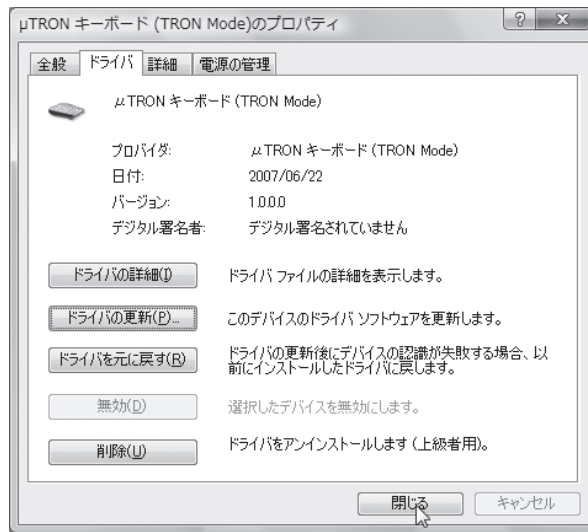 μTRON キーボード (TRON Mode)のプロパティ
? X
全般 ドライバ 詳細 電源の管理
μTRON キーボード (TRON Mode)
プロバイダ: μTRON キーボード (TRON Mode)
日付: 2007/06/22
バージョン: 1.0.0.0
デジタル署名者: デジタル署名されていません
ドライバの詳細(I) ドライバ ファイルの詳細を表示します。
ドライバの更新(P)... このデバイスのドライバ ソフトウェアを更新します。
ドライバを元に戻す(R) ドライバの更新後にデバイスの認識が失敗する場合、以
前にインストールしたドライバに戻します。
無効(D) 選択したデバイスを無効にします。
削除(U) ドライバをアンインストールします (上級者用)。
閉じる キャンセル